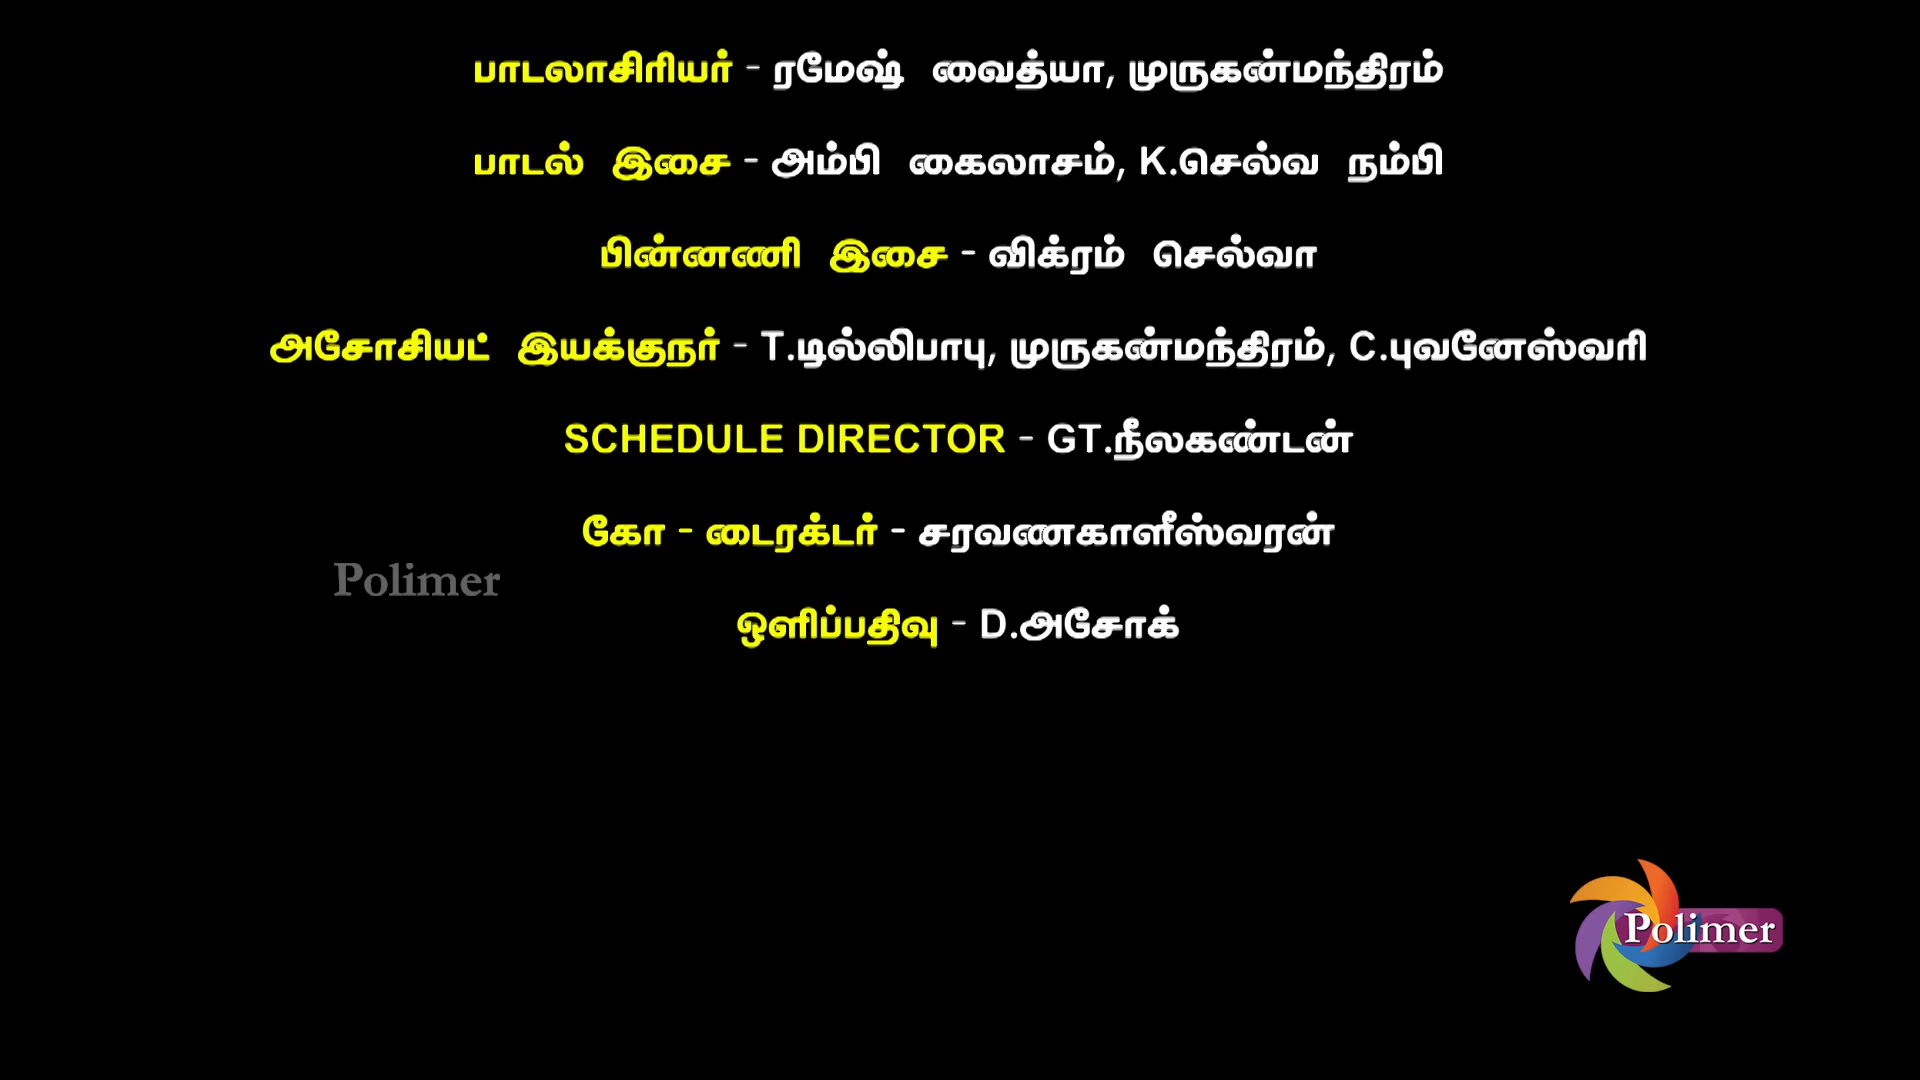 பாடலாசிரியர் - ரமேஷ் வைத்யா, முருகன்மந்திரம்
பாடல் இசை - அம்பி கைலாசம், K.செல்வ நம்பி
பின்னணி இசை - விக்ரம் செல்வா
அசோசியட் இயக்குநர் - T.டில்லிபாபு, முருகன்மந்திரம், C.புவனேஸ்வரி
SCHEDULE DIRECTOR - GT.நீலகண்டன்
கோ - டைரக்டர் - சரவணகாளீஸ்வரன்
Polimer
ஒளிப்பதிவு - D.அசோக்
Polimer